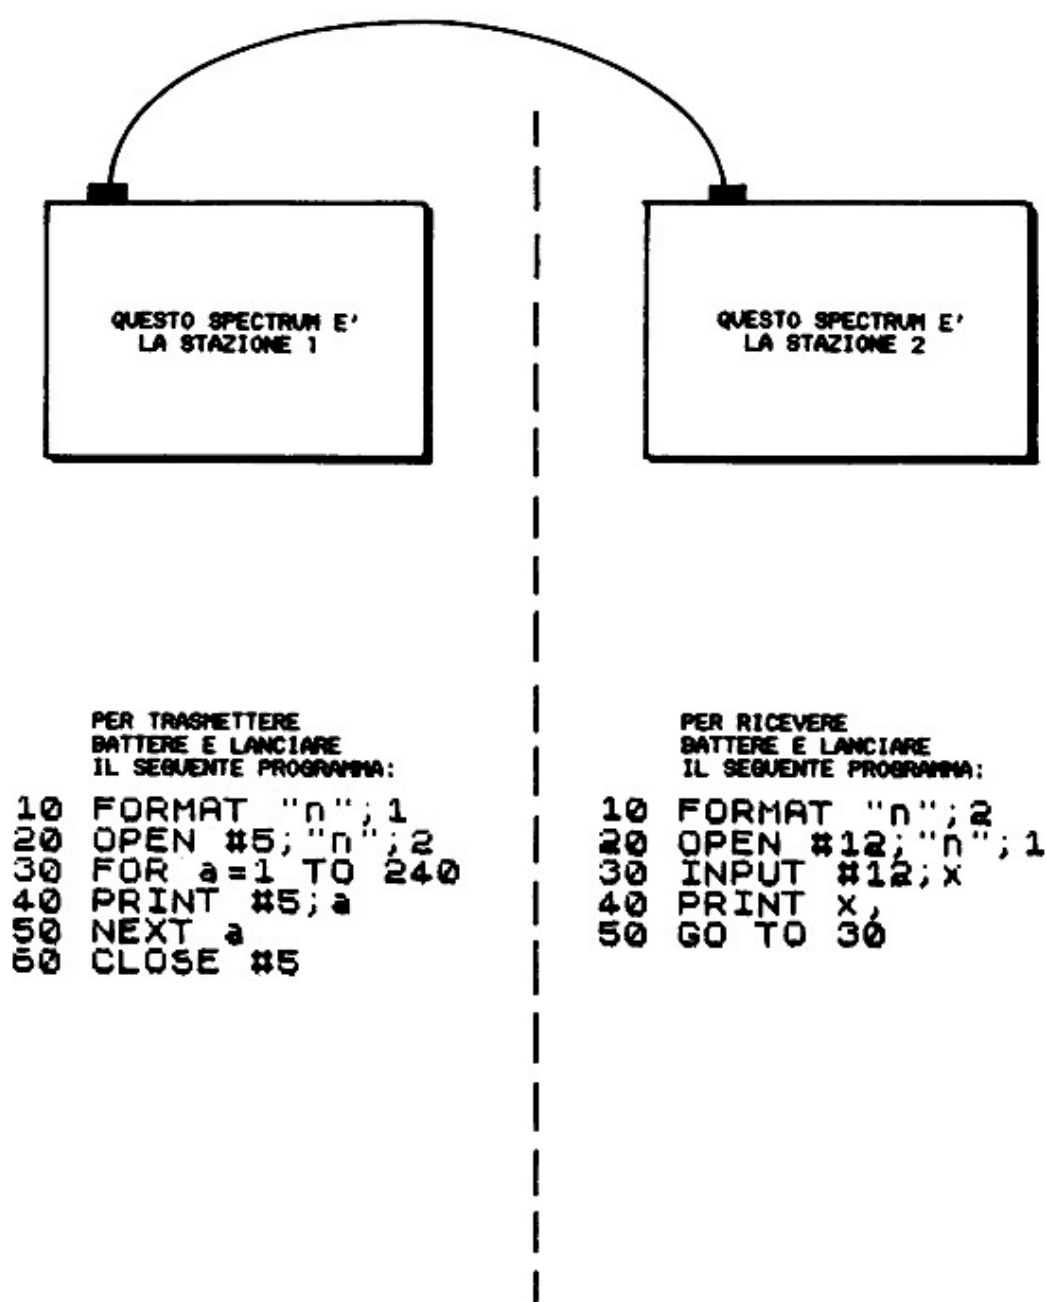 QUESTO SPECTRUM E'
LA STAZIONE 1
QUESTO SPECTRUM E'
LA STAZIONE 2
PER TRASMETTERE
BATTERE E LANCIARE
IL SEGUENTE PROGRAMMA:
10 FORMAT "n";1
20 OPEN #5;"n";2
30 FOR a=1 TO 240
40 PRINT #5;a
50 NEXT a
60 CLOSE #5
PER RICEVERE
BATTERE E LANCIARE
IL SEGUENTE PROGRAMMA:
10 FORMAT "n";2
20 OPEN #12;"n";1
30 INPUT #12;x
40 PRINT x,
50 GO TO 30